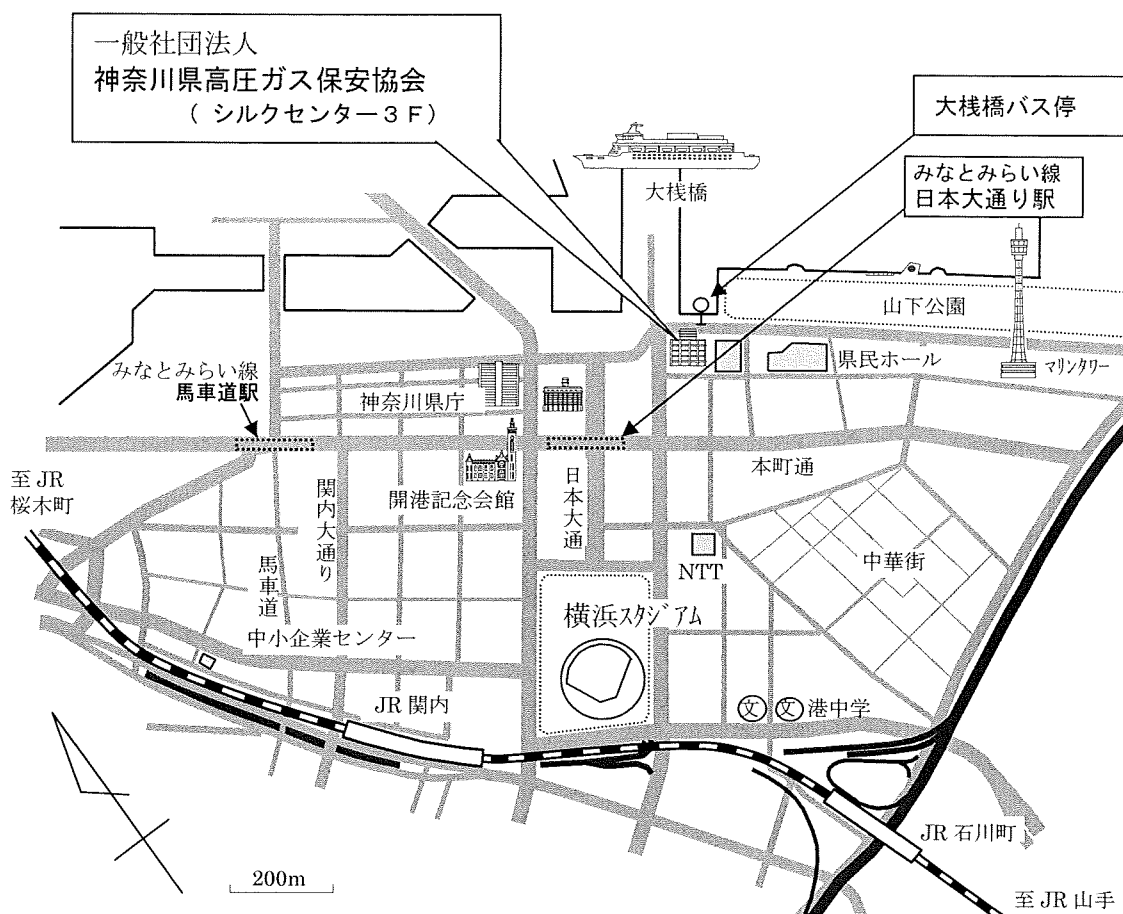 一般社団法人
神奈川県高圧ガス保安協会
（ シルクセンター３Ｆ）
大桟橋バス停
大桟橋
みなとみらい線
日本大通り駅
山下公園
県民ホール
マリンタワー
みなとみらい線
馬車道駅
神奈川県庁
開港記念会館
本町通
至 JR
桜木町
関内大通り
日本大通
馬車道
NTT
中華街
横浜スタジアム
中小企業センター
JR 関内
文
文
港中学
JR 石川町
200m
至 JR 山手